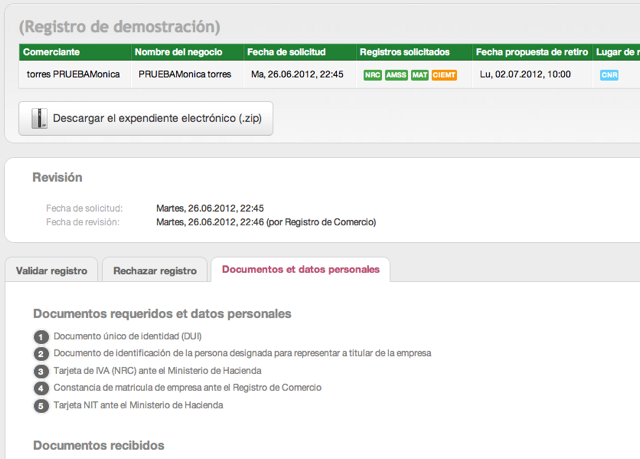 (Registro de demostración)
Comerciante Nombre del negocio Fecha de solicitud Registros solicitados Fecha propuesta de retiro Lugar de r
torres PRUEBAMonica PRUEBAMonica torres Ma, 26.06.2012, 22:45 NRC AMSS MAT CIEMT Lu, 02.07.2012, 10:00 CNR
Descargar el expendiente electrónico (.zip)
Revisión
Fecha de solicitud: Martes, 26.06.2012, 22:45
Fecha de revisión: Martes, 26.06.2012, 22:46 (por Registro de Comercio)
Validar registro Rechazar registro Documentos et datos personales
Documentos requeridos et datos personales
1 Documento único de identidad (DUI)
2 Documento de identificación de la persona designada para representar a titular de la empresa
3 Tarjeta de IVA (NRC) ante el Ministerio de Hacienda
4 Constancia de matricula de empresa ante el Registro de Comercio
5 Tarjeta NIT ante el Ministerio de Hacienda
Documentos recibidos